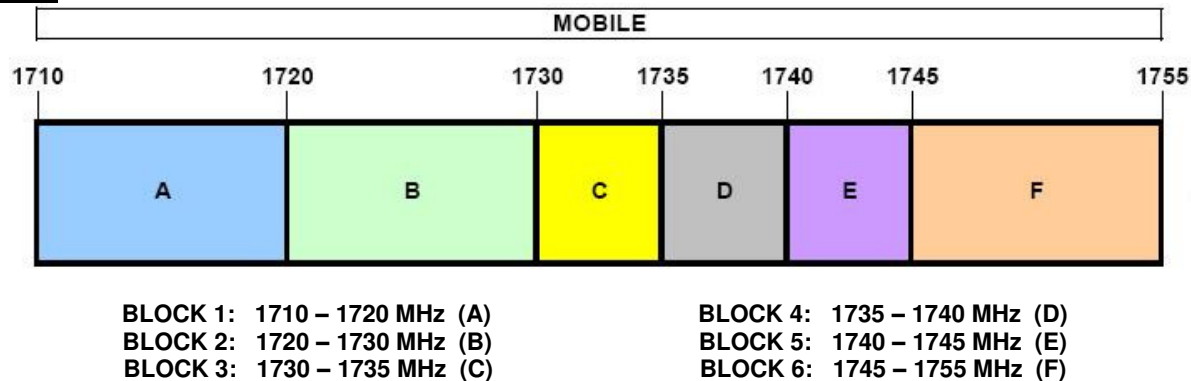 MOBILE
1710 1720 1730 1735 1740 1745 1755
A B C D E F
BLOCK 1: 1710 – 1720 MHz (A)
BLOCK 2: 1720 – 1730 MHz (B)
BLOCK 3: 1730 – 1735 MHz (C)
BLOCK 4: 1735 – 1740 MHz (D)
BLOCK 5: 1740 – 1745 MHz (E)
BLOCK 6: 1745 – 1755 MHz (F)